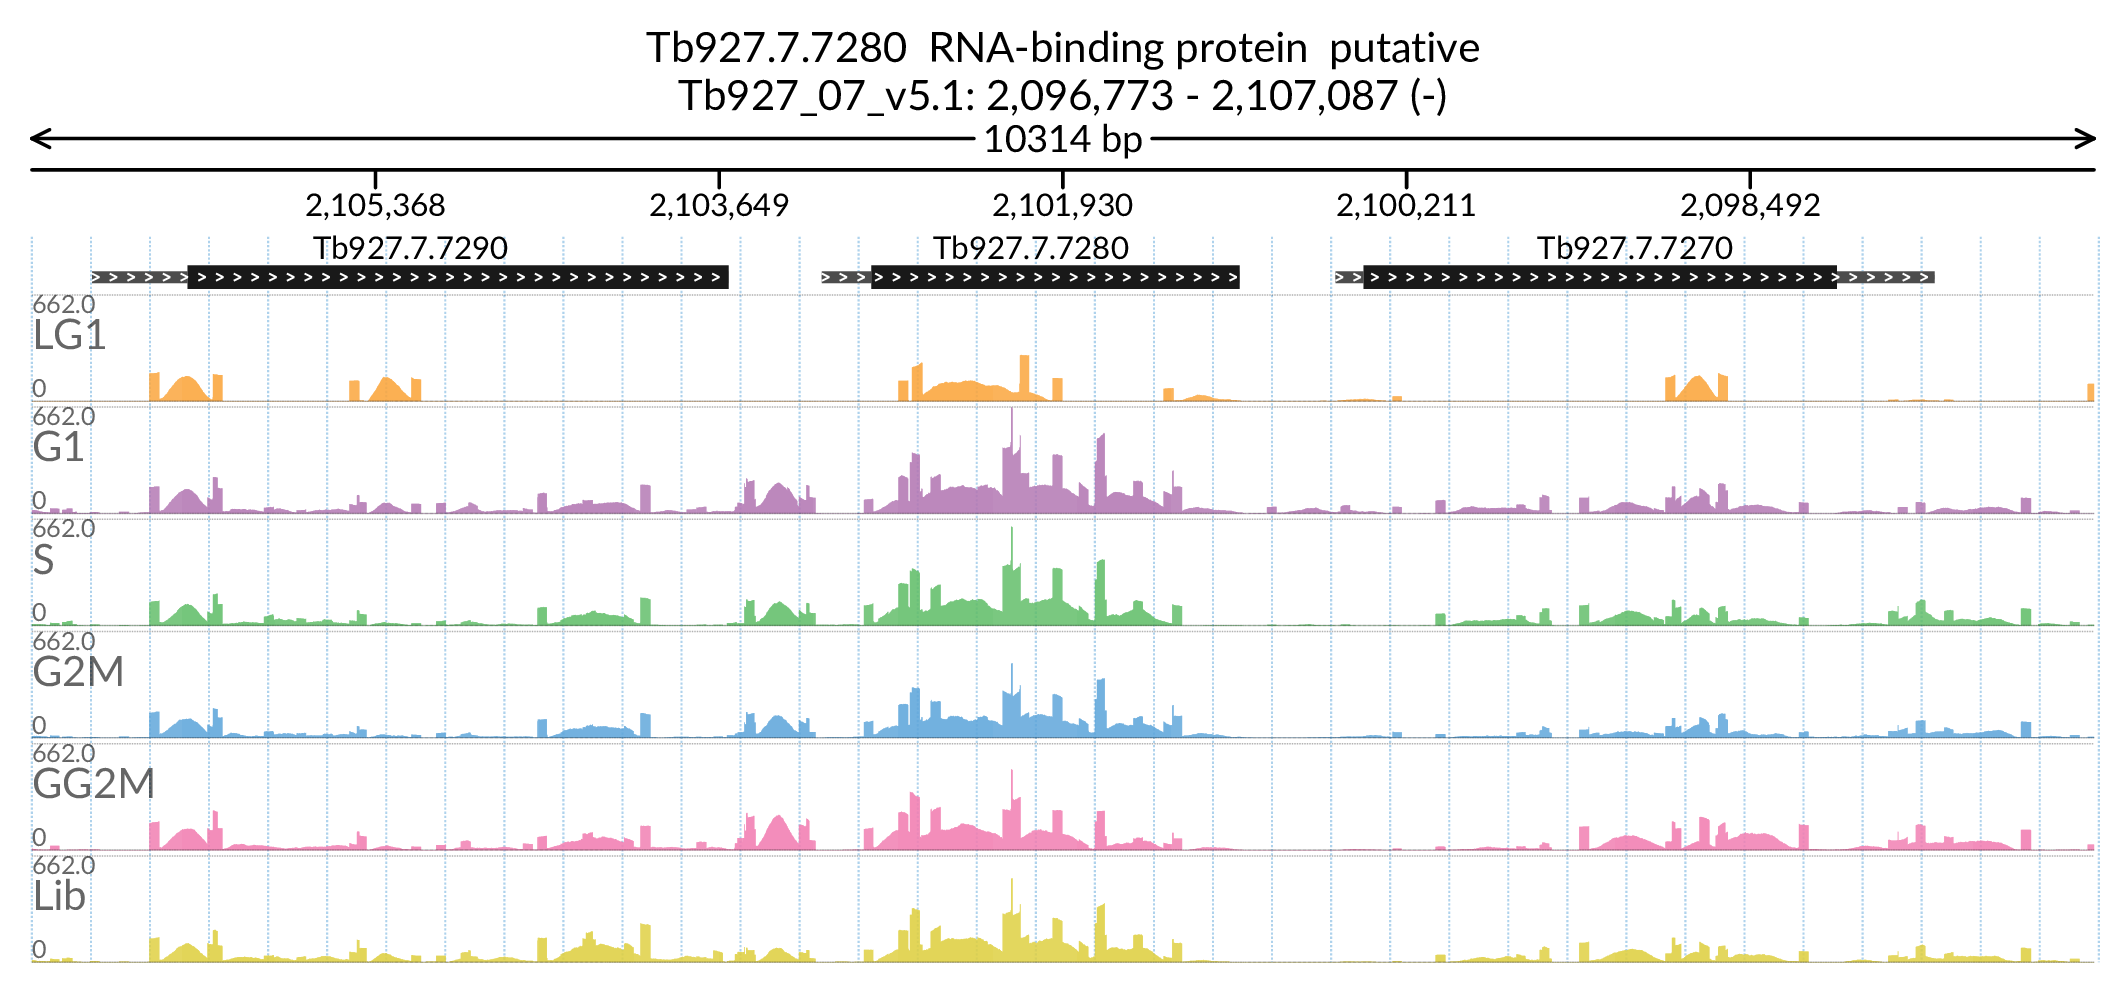 Tb927.7.7280 RNA-binding protein putative
Tb927_07_v5.1: 2,096,773 - 2,107,087 (-)
10314 bp
2,105,368 2,103,649 2,101,930 2,100,211 2,098,492
Tb927.7.7290 Tb927.7.7280 Tb927.7.7270
662.0
LG1
0
662.0
G1
0
662.0
S
0
662.0
G2M
0
662.0
GG2M
0
662.0
Lib
0